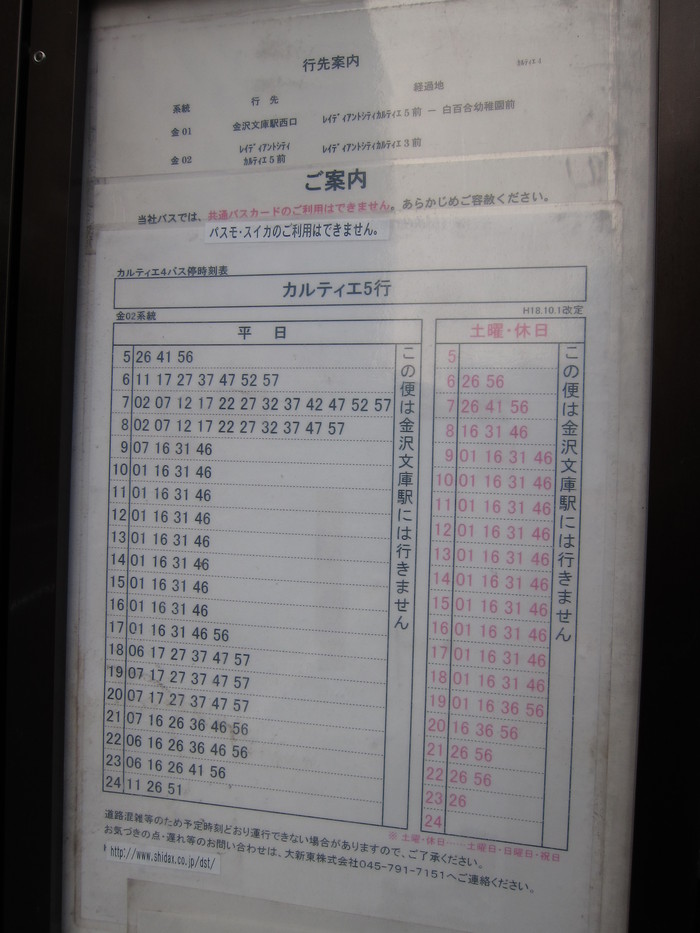 行先案内
カルティエ4
系統 行先 経過地
金01 金沢文庫駅西口 レイディアントシティカルティエ5前 － 白百合幼稚園前
金02 レイディアントシティカルティエ5前 レイディアントシティカルティエ3前
ご案内
当社バスでは、共通バスカードのご利用はできません。あらかじめご容赦ください。
パスモ・スイカのご利用はできません。
カルティエ4バス停時刻表
カルティエ5行
金02系統
H18.10.1改定
平日
5 26 41 56
6 11 17 27 37 47 52 57
7 02 07 12 17 22 27 32 37 42 47 52 57
8 02 07 12 17 22 27 32 37 47 57
9 07 16 31 46
10 01 16 31 46
11 01 16 31 46
12 01 16 31 46
13 01 16 31 46
14 01 16 31 46
15 01 16 31 46
16 01 16 31 46
17 01 16 31 46 56
18 06 17 27 37 47 57
19 07 17 27 37 47 57
20 07 17 27 37 47 57
21 07 16 26 36 46 56
22 06 16 26 36 46 56
23 06 16 26 41 56
24 11 26 51
この便は金沢文庫駅には行きません
土曜・休日
5
6 26 56
7 26 41 56
8 16 31 46
9 01 16 31 46
10 01 16 31 46
11 01 16 31 46
12 01 16 31 46
13 01 16 31 46
14 01 16 31 46
15 01 16 31 46
16 01 16 31 46
17 01 16 31 46
18 01 16 31 46
19 01 16 36 56
20 16 36 56
21 26 56
22 26 56
23 26
24
この便は金沢文庫駅には行きません
※ 土曜・休日……土曜日・日曜日・祝日
道路混雑等のため予定時刻どおり運行できない場合がありますので、ご了承ください。
お気づきの点・遅れ等のお問い合わせは、大新東株式会社045-791-7151へご連絡ください。
http://www.shidax.co.jp/dst/